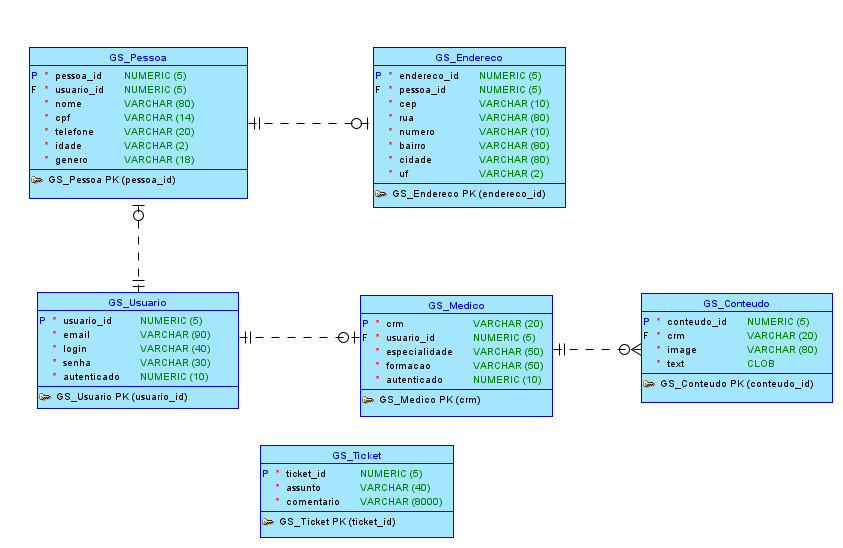 GS_Pessoa
P * pessoa_id NUMERIC (5)
F * usuario_id NUMERIC (5)
* nome VARCHAR (80)
* cpf VARCHAR (14)
* telefone VARCHAR (20)
* idade VARCHAR (2)
* genero VARCHAR (18)
GS_Pessoa PK (pessoa_id)
GS_Endereco
P * endereco_id NUMERIC (5)
F * pessoa_id NUMERIC (5)
* cep VARCHAR (10)
* rua VARCHAR (80)
* numero VARCHAR (10)
* bairro VARCHAR (80)
* cidade VARCHAR (80)
* uf VARCHAR (2)
GS_Endereco PK (endereco_id)
GS_Usuario
P * usuario_id NUMERIC (5)
* email VARCHAR (90)
* login VARCHAR (40)
* senha VARCHAR (30)
* autenticado NUMERIC (10)
GS_Usuario PK (usuario_id)
GS_Medico
P * crm VARCHAR (20)
F * usuario_id NUMERIC (5)
* especialidade VARCHAR (50)
* formacao VARCHAR (50)
* autenticado NUMERIC (10)
GS_Medico PK (crm)
GS_Conteudo
P * conteudo_id NUMERIC (5)
F * crm VARCHAR (20)
* image VARCHAR (80)
* text CLOB
GS_Conteudo PK (conteudo_id)
GS_Ticket
P * ticket_id NUMERIC (5)
* assunto VARCHAR (40)
* comentario VARCHAR (8000)
GS_Ticket PK (ticket_id)